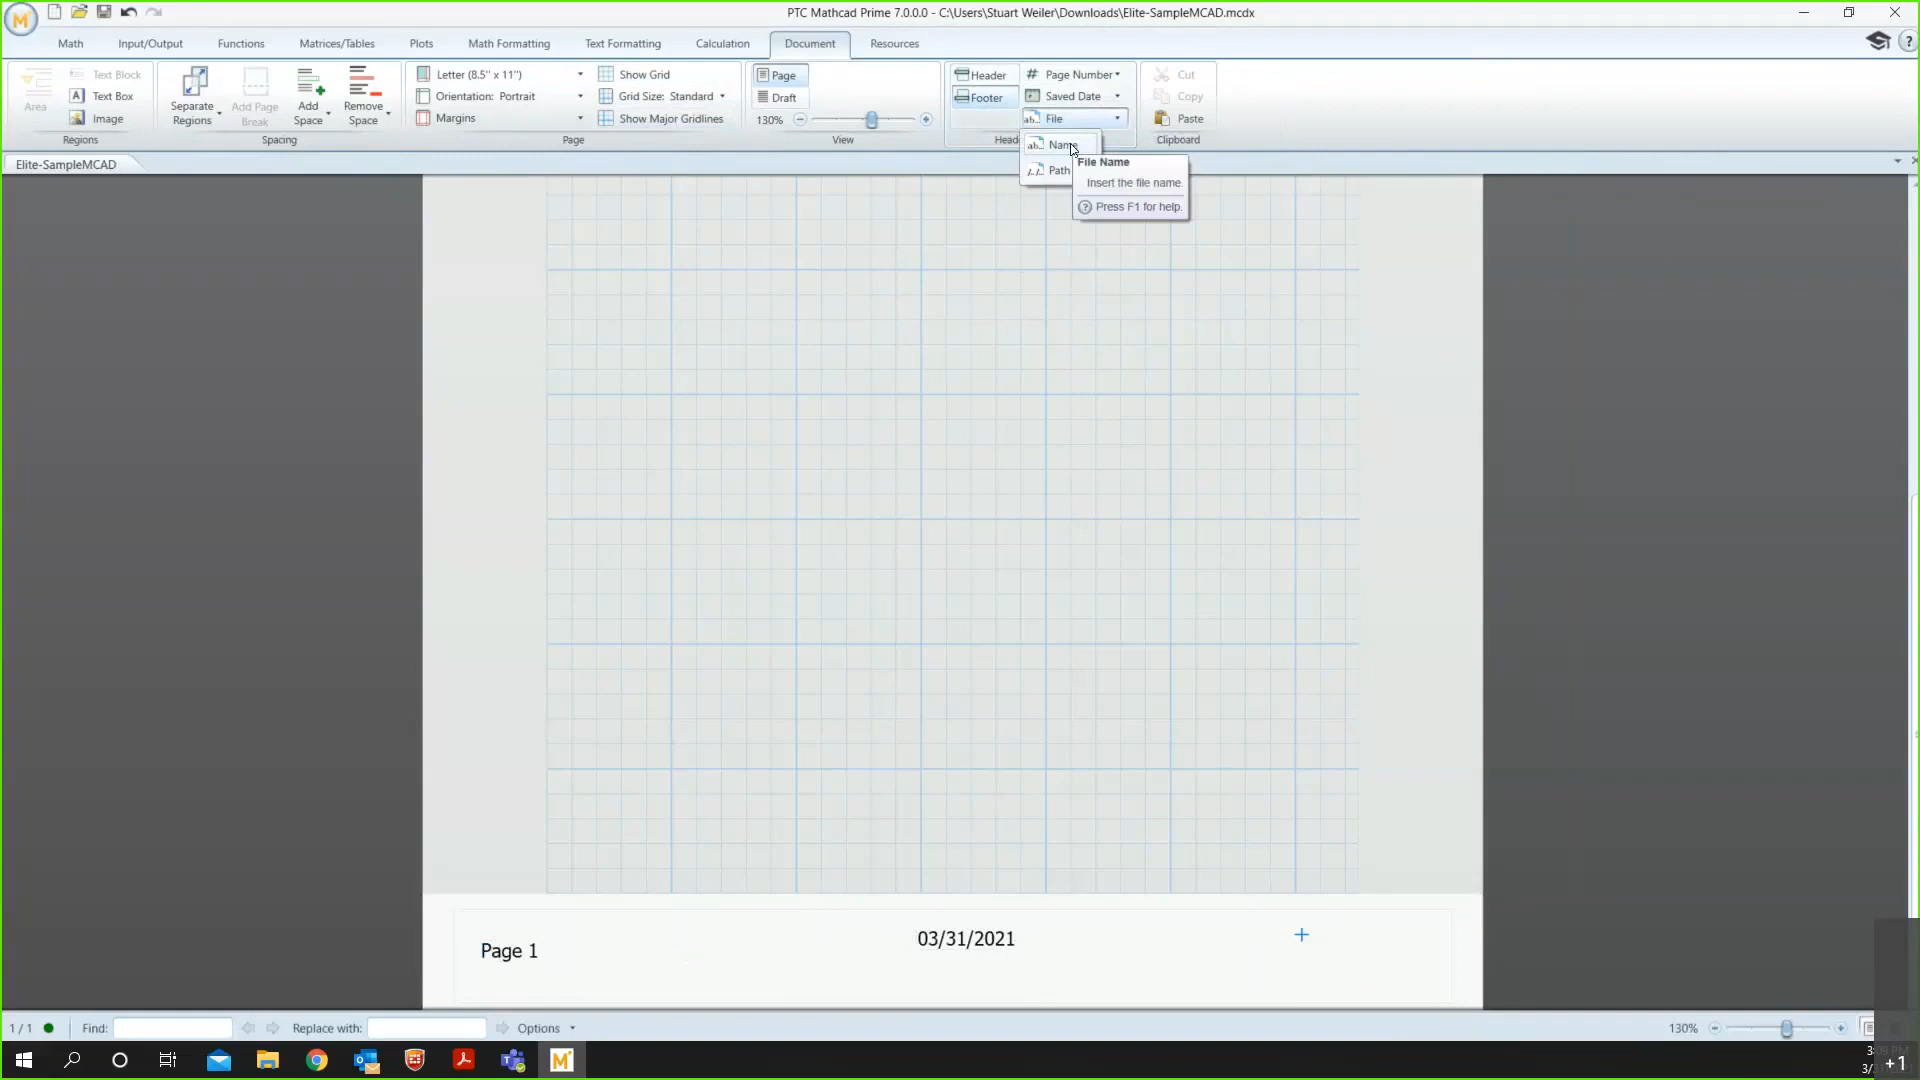 PTC Mathcad Prime 7.0.0.0 - C:\Users\Stuart Weiler\Downloads\Elite-SampleMCAD.mcdx
Math Input/Output Functions Matrices/Tables Plots Math Formatting Text Formatting Calculation Document Resources
Text Block Letter (8.5" x 11") Show Grid Page Header # Page Number Cut
Area A Text Box Separate Regions Add Page Break Add Space Remove Space Orientation: Portrait Grid Size: Standard Draft Footer Saved Date Copy
Image Margins Show Major Gridlines 130% File Paste
Regions Spacing Page View Head Clipboard
Name
Path
File Name
Insert the file name.
Press F1 for help.
Elite-SampleMCAD
Page 1 03/31/2021
1 / 1 Find: Replace with: Options 130%
+1